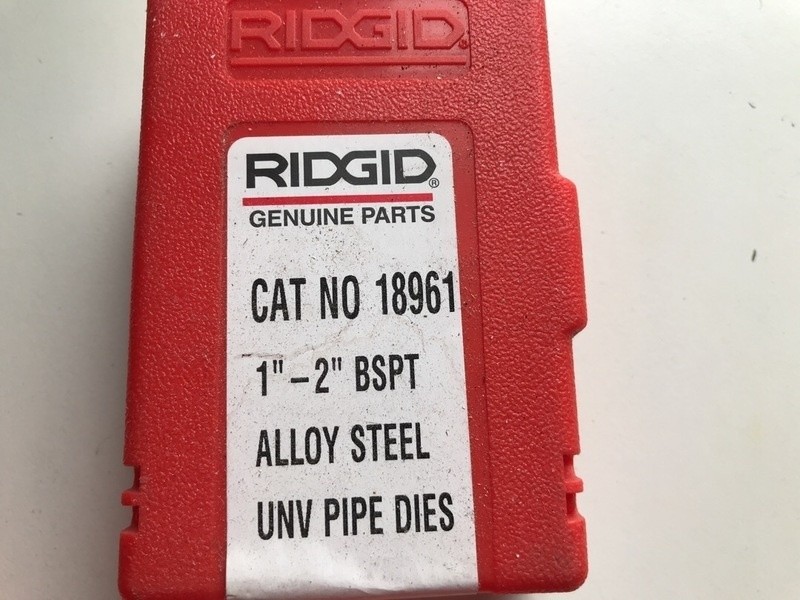 RIDGID®
RIDGID®
GENUINE PARTS
CAT NO 18961
1"–2" BSPT
ALLOY STEEL
UNV PIPE DIES